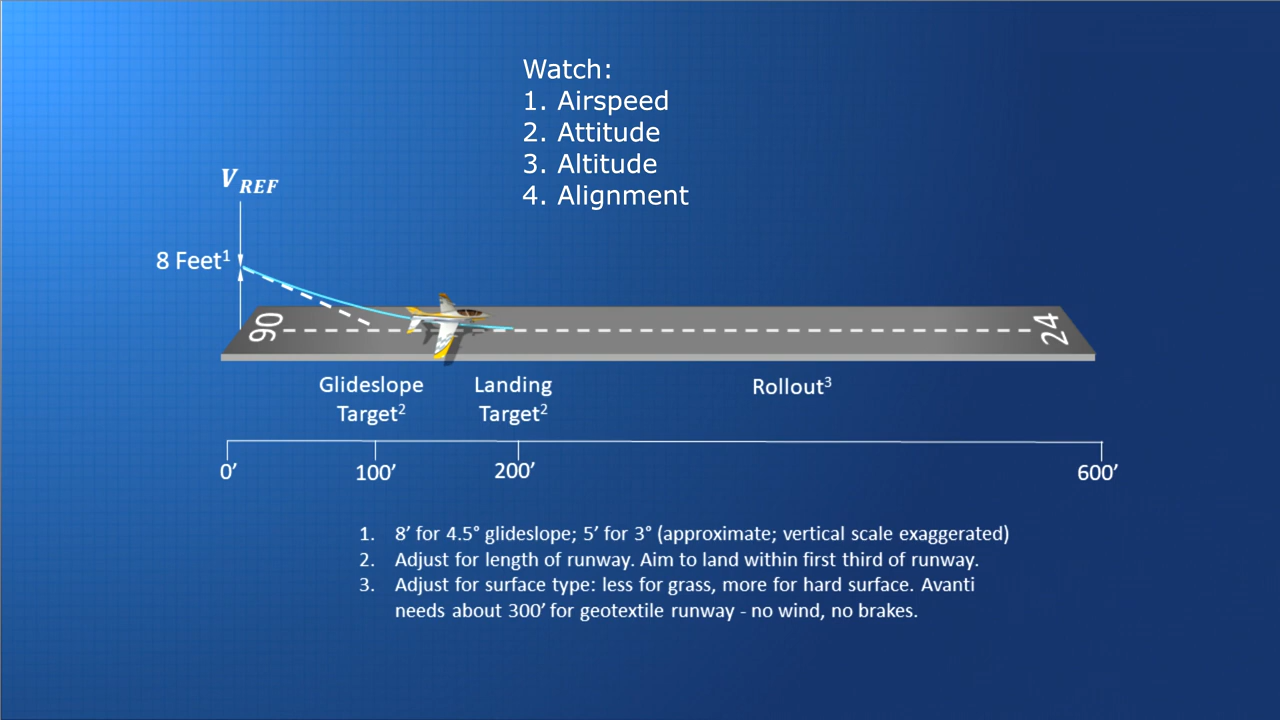 Watch:
1. Airspeed
2. Attitude
3. Altitude
4. Alignment
V_REF
8 Feet¹
06
24
Glideslope
Target²
Landing
Target²
Rollout³
0’
100’
200’
600’
1. 8’ for 4.5° glideslope; 5’ for 3° (approximate; vertical scale exaggerated)
2. Adjust for length of runway. Aim to land within first third of runway.
3. Adjust for surface type: less for grass, more for hard surface. Avanti
needs about 300’ for geotextile runway - no wind, no brakes.